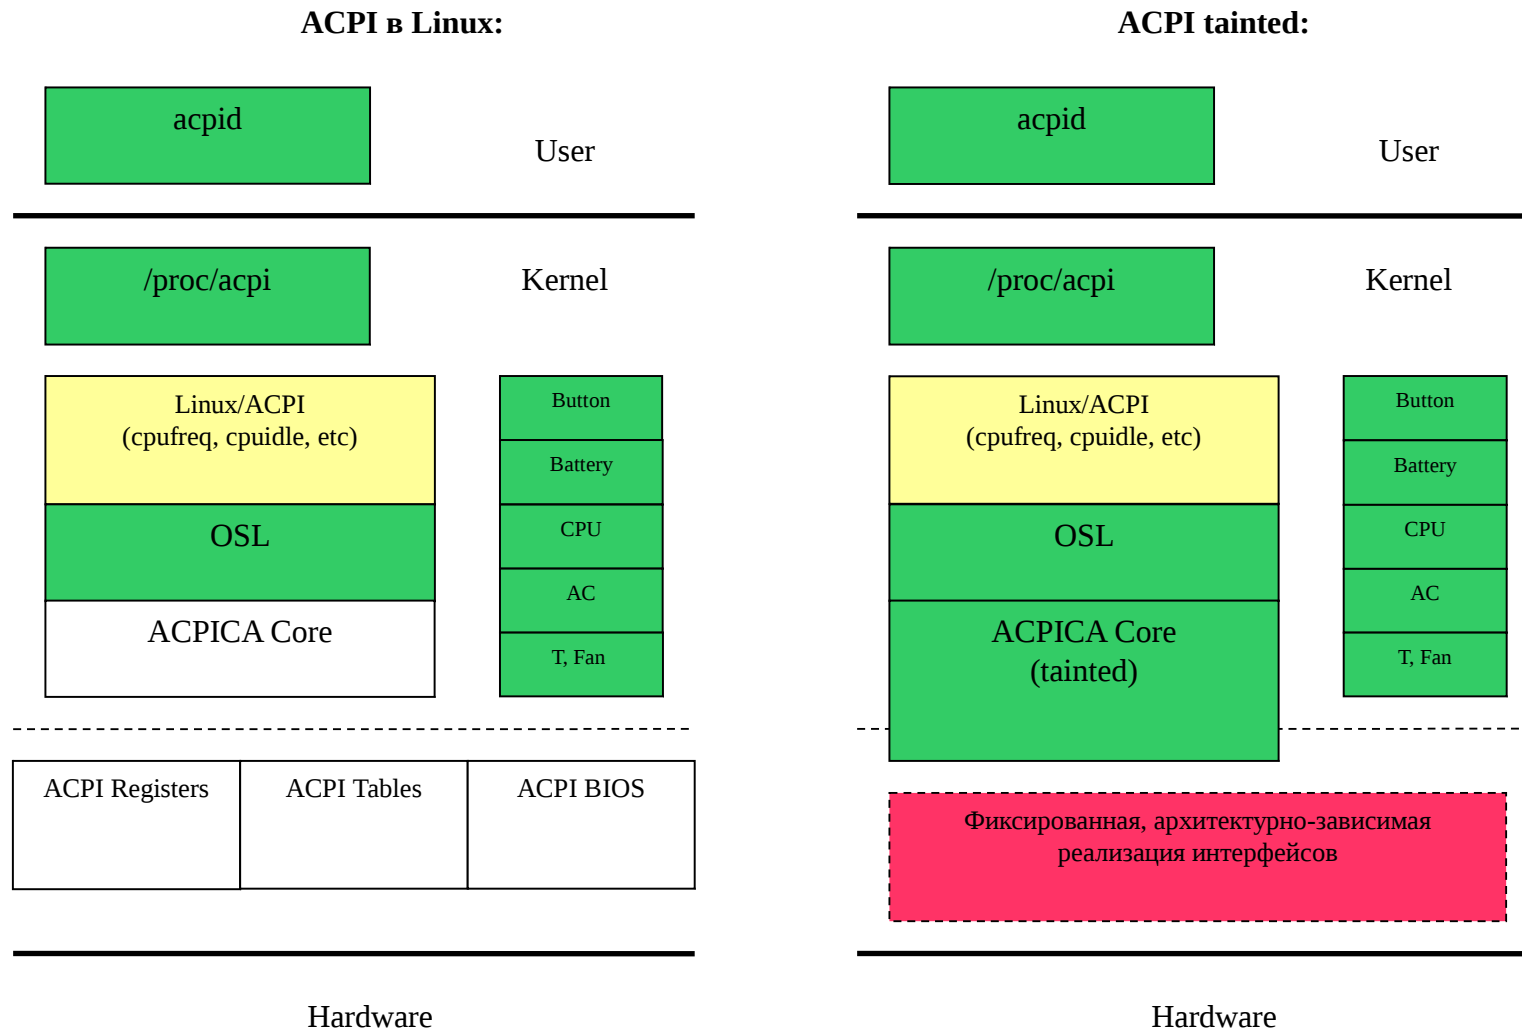 ACPI в Linux:
acpid
User
/proc/acpi
Kernel
Linux/ACPI
(cpufreq, cpuidle, etc)
OSL
ACPICA Core
Button
Battery
CPU
AC
T, Fan
ACPI Registers
ACPI Tables
ACPI BIOS
Hardware
ACPI tainted:
acpid
User
/proc/acpi
Kernel
Linux/ACPI
(cpufreq, cpuidle, etc)
OSL
ACPICA Core
(tainted)
Button
Battery
CPU
AC
T, Fan
Фиксированная, архитектурно-зависимая
реализация интерфейсов
Hardware